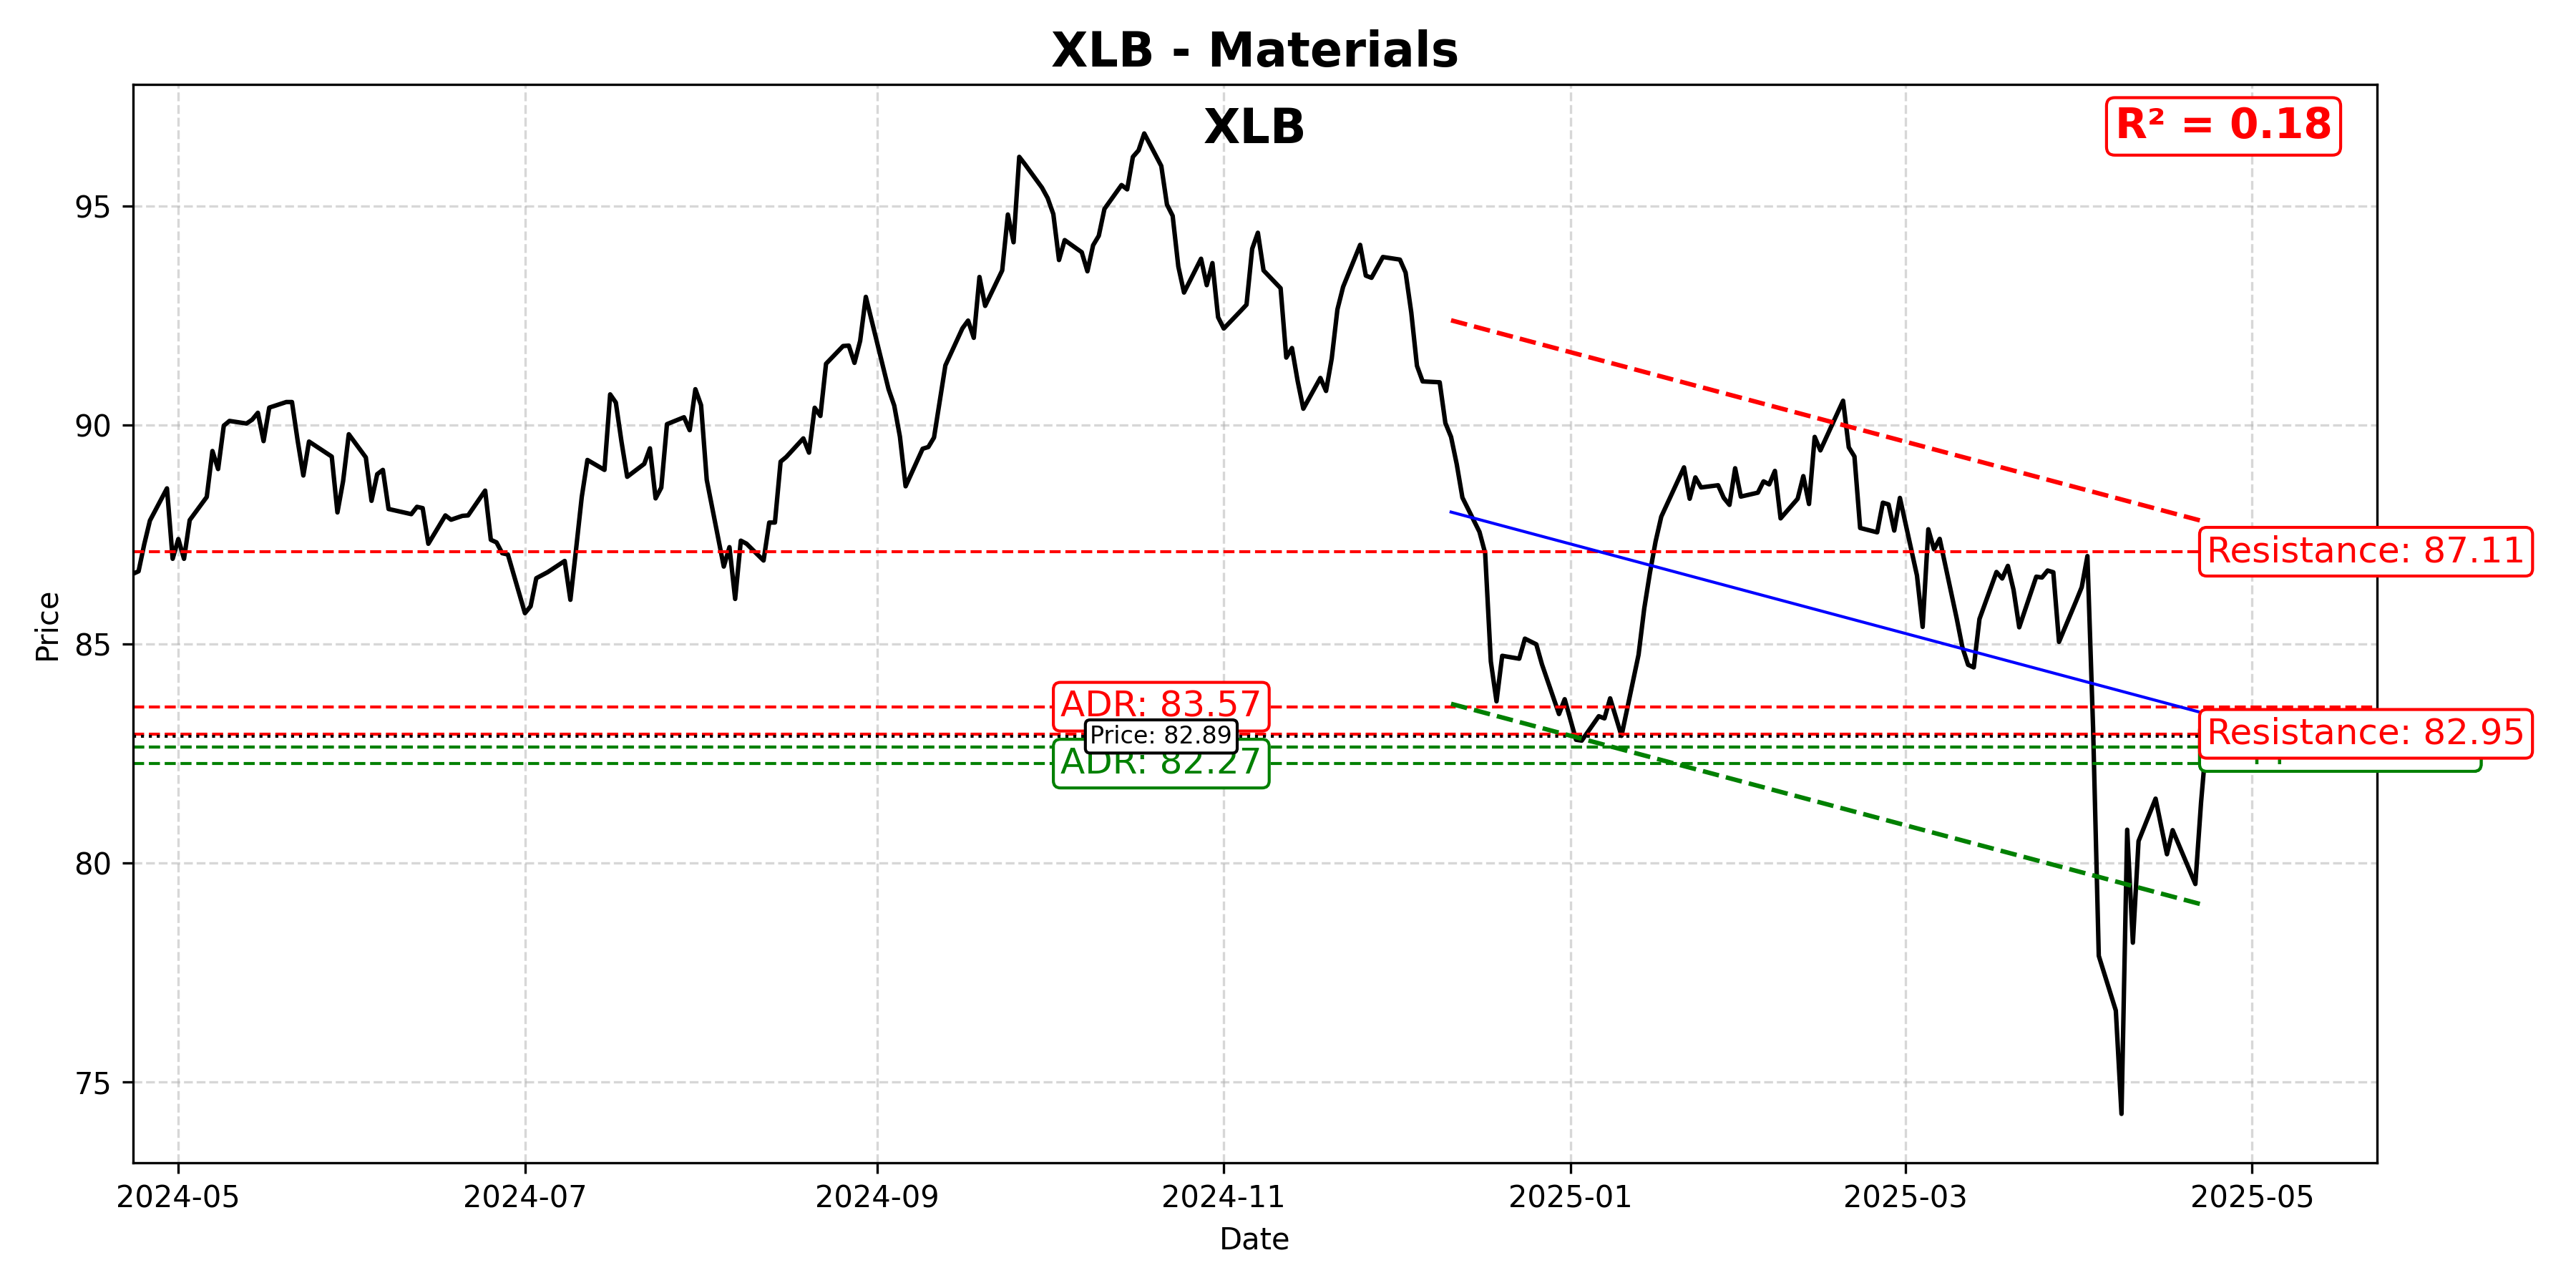 XLB - Materials
XLB
R² = 0.18
95
90
85
80
75
Price
Resistance: 87.11
ADR: 83.57
Price: 82.89
ADR: 82.27
Resistance: 82.95
2024-05
2024-07
2024-09
2024-11
2025-01
2025-03
2025-05
Date